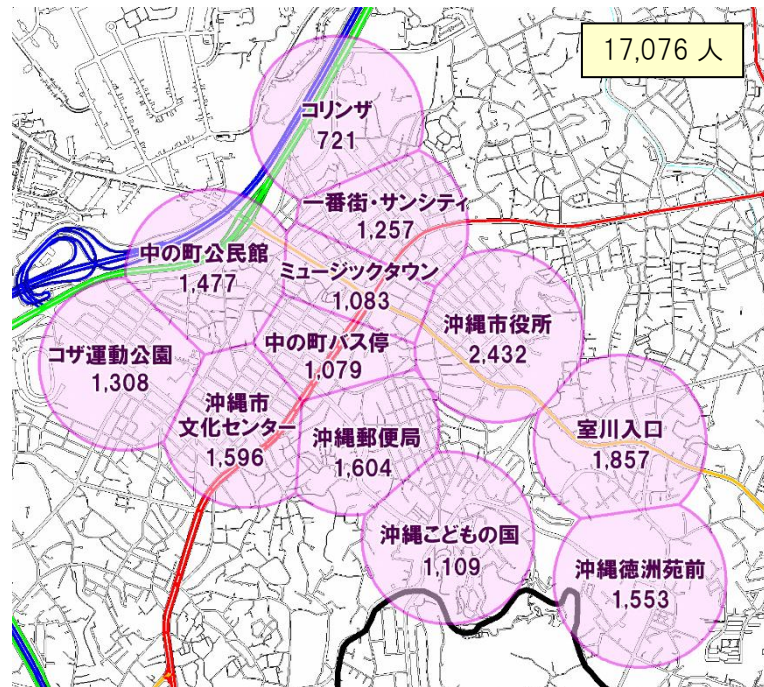 17,076 人
コリンザ
721
一番街・サンシティ
1,257
中の町公民館
1,477
ミュージックタウン
1,083
沖縄市役所
2,432
コザ運動公園
1,308
中の町バス停
1,079
沖縄市
文化センター
1,596
沖縄郵便局
1,604
室川入口
1,857
沖縄こどもの国
1,109
沖縄徳洲苑前
1,553